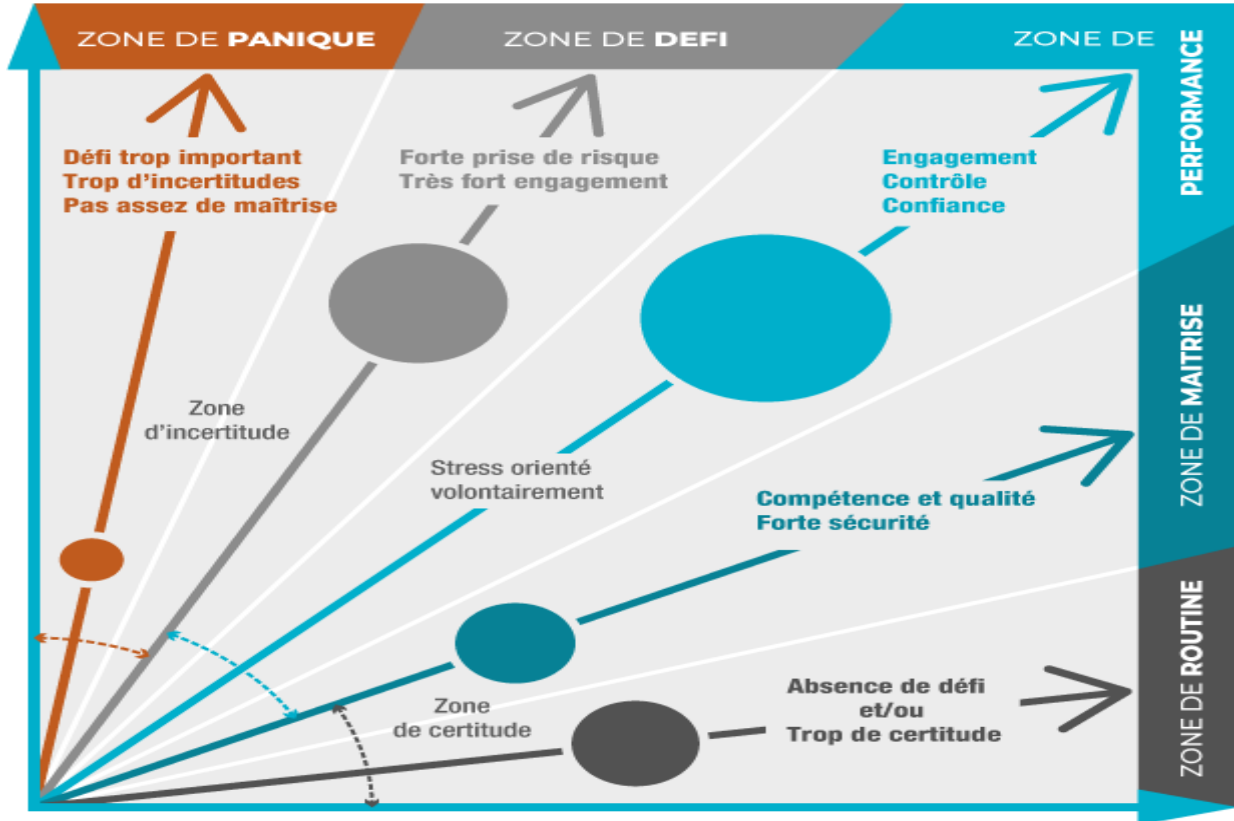 ZONE DE PANIQUE
ZONE DE DEFI
ZONE DE
PERFORMANCE
Défi trop important
Trop d'incertitudes
Pas assez de maîtrise
Forte prise de risque
Très fort engagement
Engagement
Contrôle
Confiance
ZONE DE MAITRISE
Zone
d'incertitude
Stress orienté
volontairement
Compétence et qualité
Forte sécurité
ZONE DE ROUTINE
Zone
de certitude
Absence de défi
et/ou
Trop de certitude